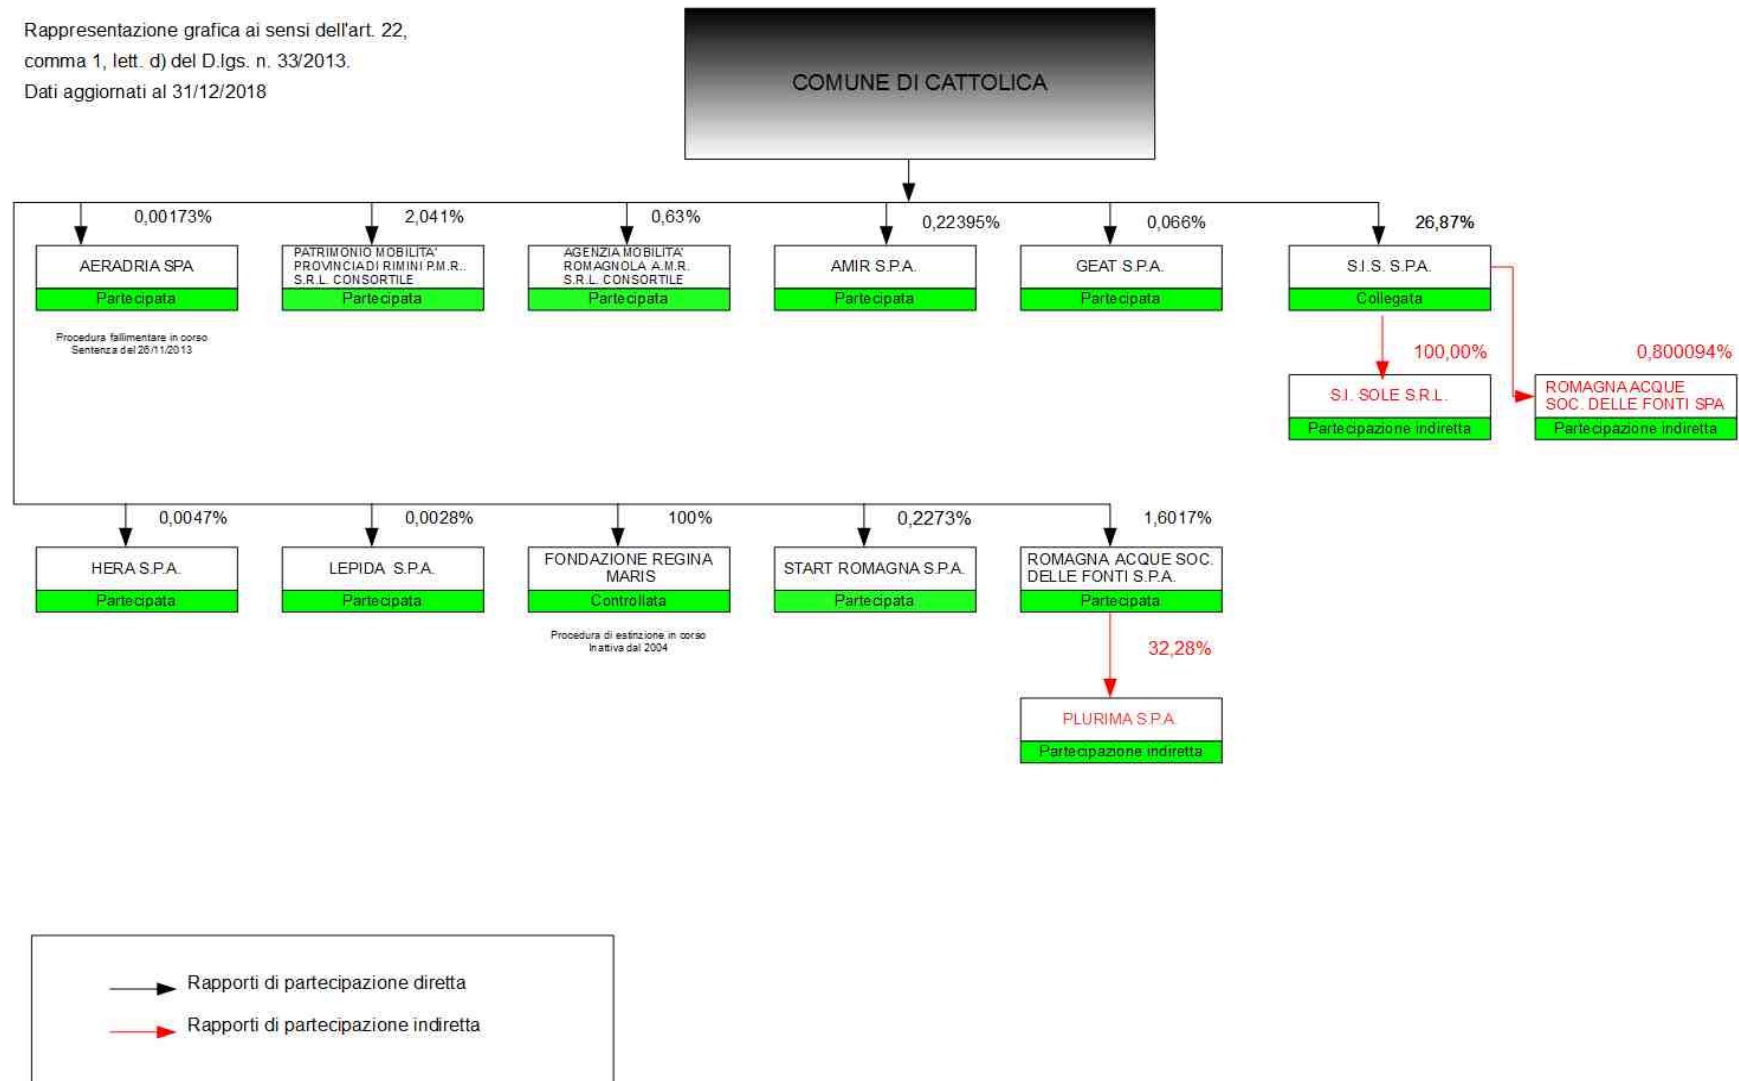 Rappresentazione grafica ai sensi dell'art. 22,
comma 1, lett. d) del D.lgs. n. 33/2013.
Dati aggiornati al 31/12/2018
COMUNE DI CATTOLICA
0,00173%
AERADRIA SPA
Partecipata
Procedura fallimentare in corso
Sentenza del 26/11/2013
2,041%
PATRIMONIO MOBILITA'
PROVINCIA DI RIMINI P.M.R..
S.R.L. CONSORTILE
Partecipata
0,63%
AGENZIA MOBILITA'
ROMAGNOLA A.M.R.
S.R.L. CONSORTILE
Partecipata
0,22395%
AMIR S.P.A.
Partecipata
0,066%
GEAT S.P.A.
Partecipata
26,87%
S.I.S. S.P.A.
Collegata
100,00%
S.I. SOLE S.R.L.
Partecipazione indiretta
0,800094%
ROMAGNA ACQUE
SOC. DELLE FONTI SPA
Partecipazione indiretta
0,0047%
HERA S.P.A.
Partecipata
0,0028%
LEPIDA S.P.A.
Partecipata
100%
FONDAZIONE REGINA
MARIS
Controllata
Procedura di estinzione in corso
Inattiva dal 2004
0,2273%
START ROMAGNA S.P.A.
Partecipata
1,6017%
ROMAGNA ACQUE SOC.
DELLE FONTI S.P.A.
Partecipata
32,28%
PLURIMA S.P.A.
Partecipazione indiretta
Rapporti di partecipazione diretta
Rapporti di partecipazione indiretta